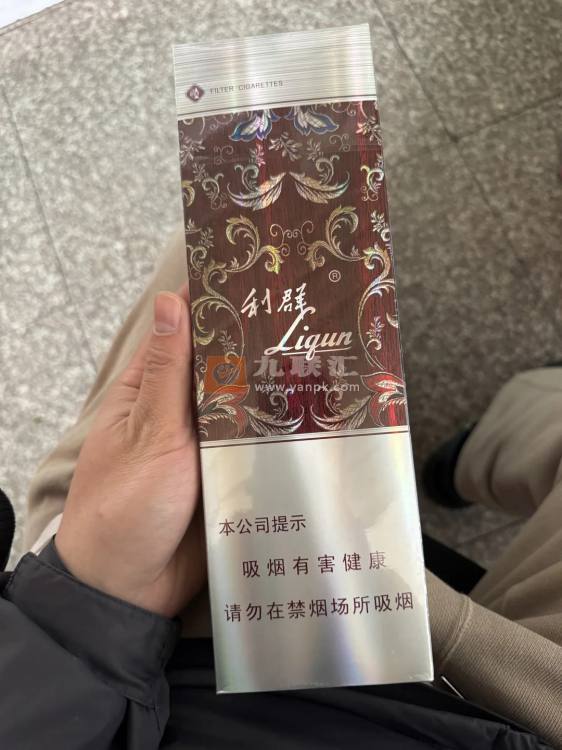 FILTER CIGARETTES
利群
®
Liqun
九联汇
www.yanpk.com
本公司提示
吸烟有害健康
请勿在禁烟场所吸烟